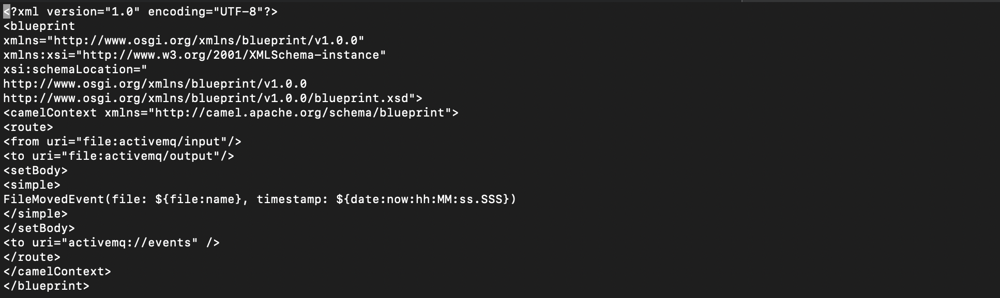 <?xml version="1.0" encoding="UTF-8"?>
<blueprint
xmlns="http://www.osgi.org/xmlns/blueprint/v1.0.0"
xmlns:xsi="http://www.w3.org/2001/XMLSchema-instance"
xsi:schemaLocation="
http://www.osgi.org/xmlns/blueprint/v1.0.0
http://www.osgi.org/xmlns/blueprint/v1.0.0/blueprint.xsd">
<camelContext xmlns="http://camel.apache.org/schema/blueprint">
<route>
<from uri="file:activemq/input"/>
<to uri="file:activemq/output"/>
<setBody>
<simple>
FileMovedEvent(file: ${file:name}, timestamp: ${date:now:hh:MM:ss.SSS})
</simple>
</setBody>
<to uri="activemq://events" />
</route>
</camelContext>
</blueprint>